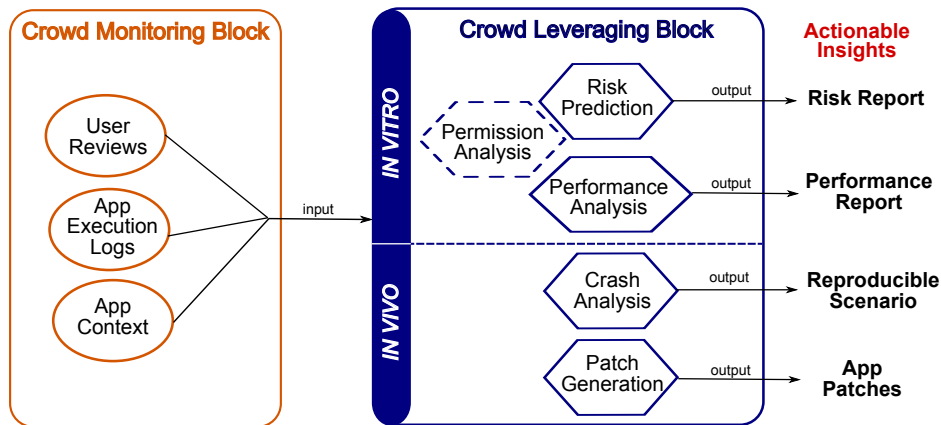 Crowd Monitoring Block
User
Reviews
App
Execution
Logs
App
Context
input
IN VITRO
IN VIVO
Crowd Leveraging Block
Risk
Prediction
Permission
Analysis
Performance
Analysis
Crash
Analysis
Patch
Generation
output
output
output
output
Actionable
Insights
Risk Report
Performance
Report
Reproducible
Scenario
App
Patches